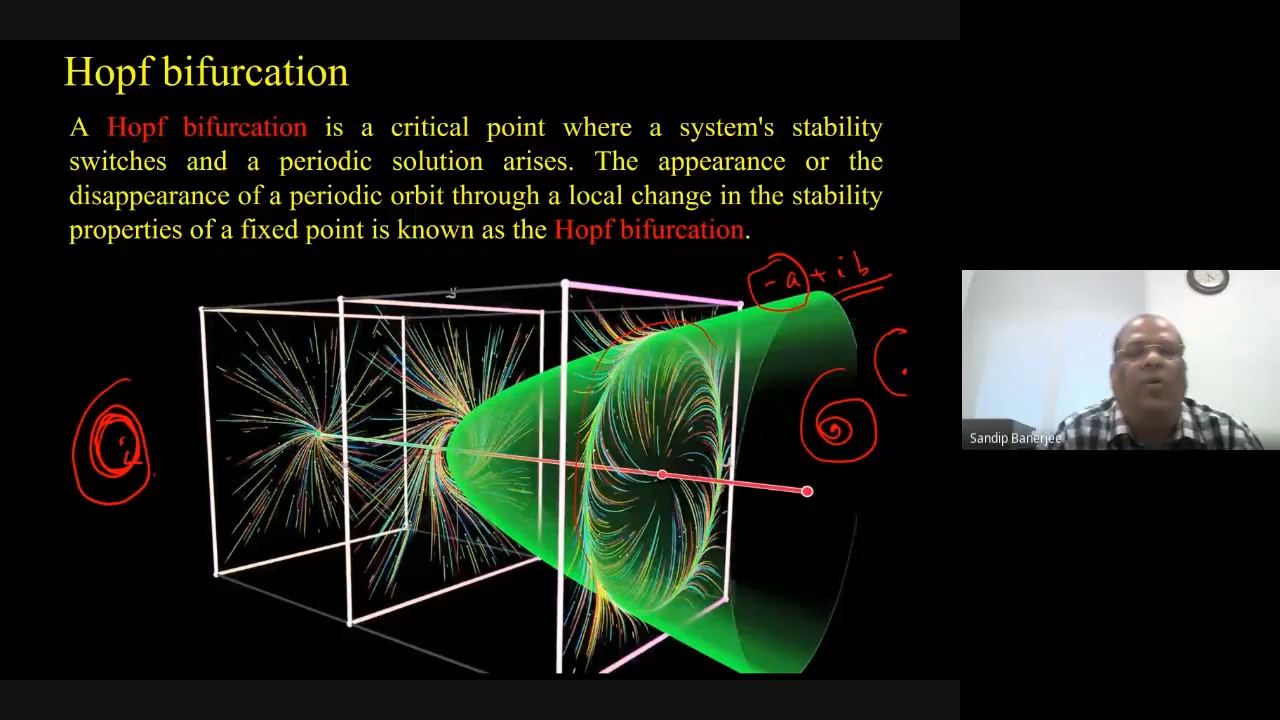 Hopf bifurcation
A Hopf bifurcation is a critical point where a system's stability
switches and a periodic solution arises. The appearance or the
disappearance of a periodic orbit through a local change in the stability
properties of a fixed point is known as the Hopf bifurcation.
-a + ib
Sandip Banerjee